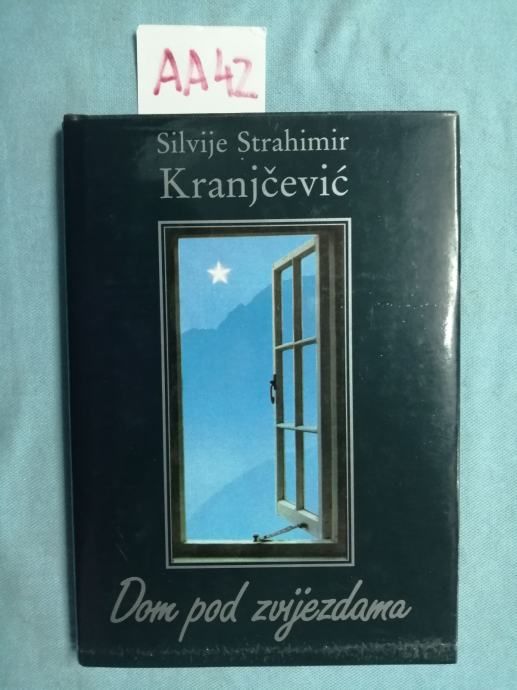 AA42
Silvije Strahimir
Kranjčević
Dom pod zvijezdama